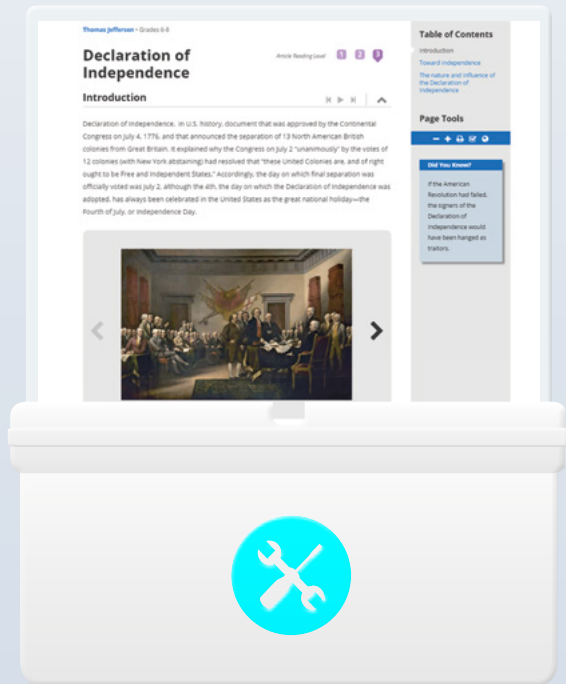 Thomas Jefferson • Grades 6-8
Declaration of
Independence
Article Reading Level 1 2 3
Introduction
Declaration of Independence, in U.S. history, document that was approved by the Continental
Congress on July 4, 1776, and that announced the separation of 13 North American British
colonies from Great Britain. It explained why the Congress on July 2 "unanimously" by the votes of
12 colonies (with New York abstaining) had resolved that "these United Colonies are, and of right
ought to be Free and Independent States." Accordingly, the day on which final separation was
officially voted was July 2, although the 4th, the day on which the Declaration of Independence was
adopted, has always been celebrated in the United States as the great national holiday—the
Fourth of July, or Independence Day.
Table of Contents
Introduction
Toward independence
The nature and influence of
the Declaration of
Independence
Page Tools
Did You Know?
If the American
Revolution had failed,
the signers of the
Declaration of
Independence would
have been hanged as
traitors.